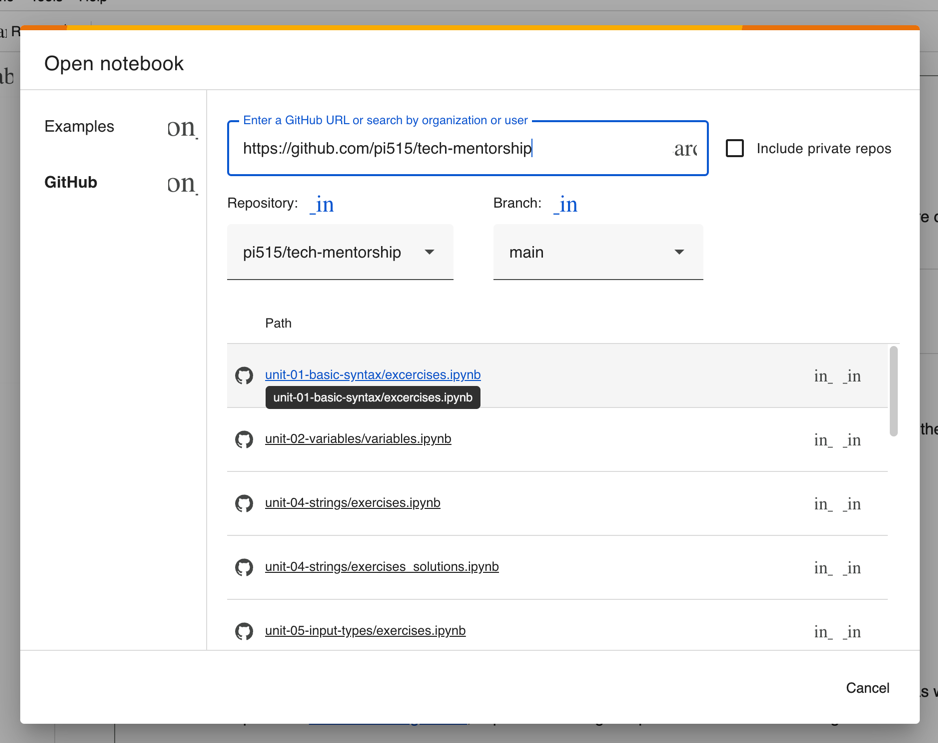 Open notebook
Examples
on_
GitHub
on_
Enter a GitHub URL or search by organization or user
https://github.com/pi515/tech-mentorship
Include private repos
Repository: _in
Branch: _in
pi515/tech-mentorship
main
Path
unit-01-basic-syntax/excercises.ipynb
in_ _in
unit-01-basic-syntax/excercises.ipynb
unit-02-variables/variables.ipynb
in_ _in
unit-04-strings/exercises.ipynb
in_ _in
unit-04-strings/exercises_solutions.ipynb
in_ _in
unit-05-input-types/exercises.ipynb
in_ _in
Cancel